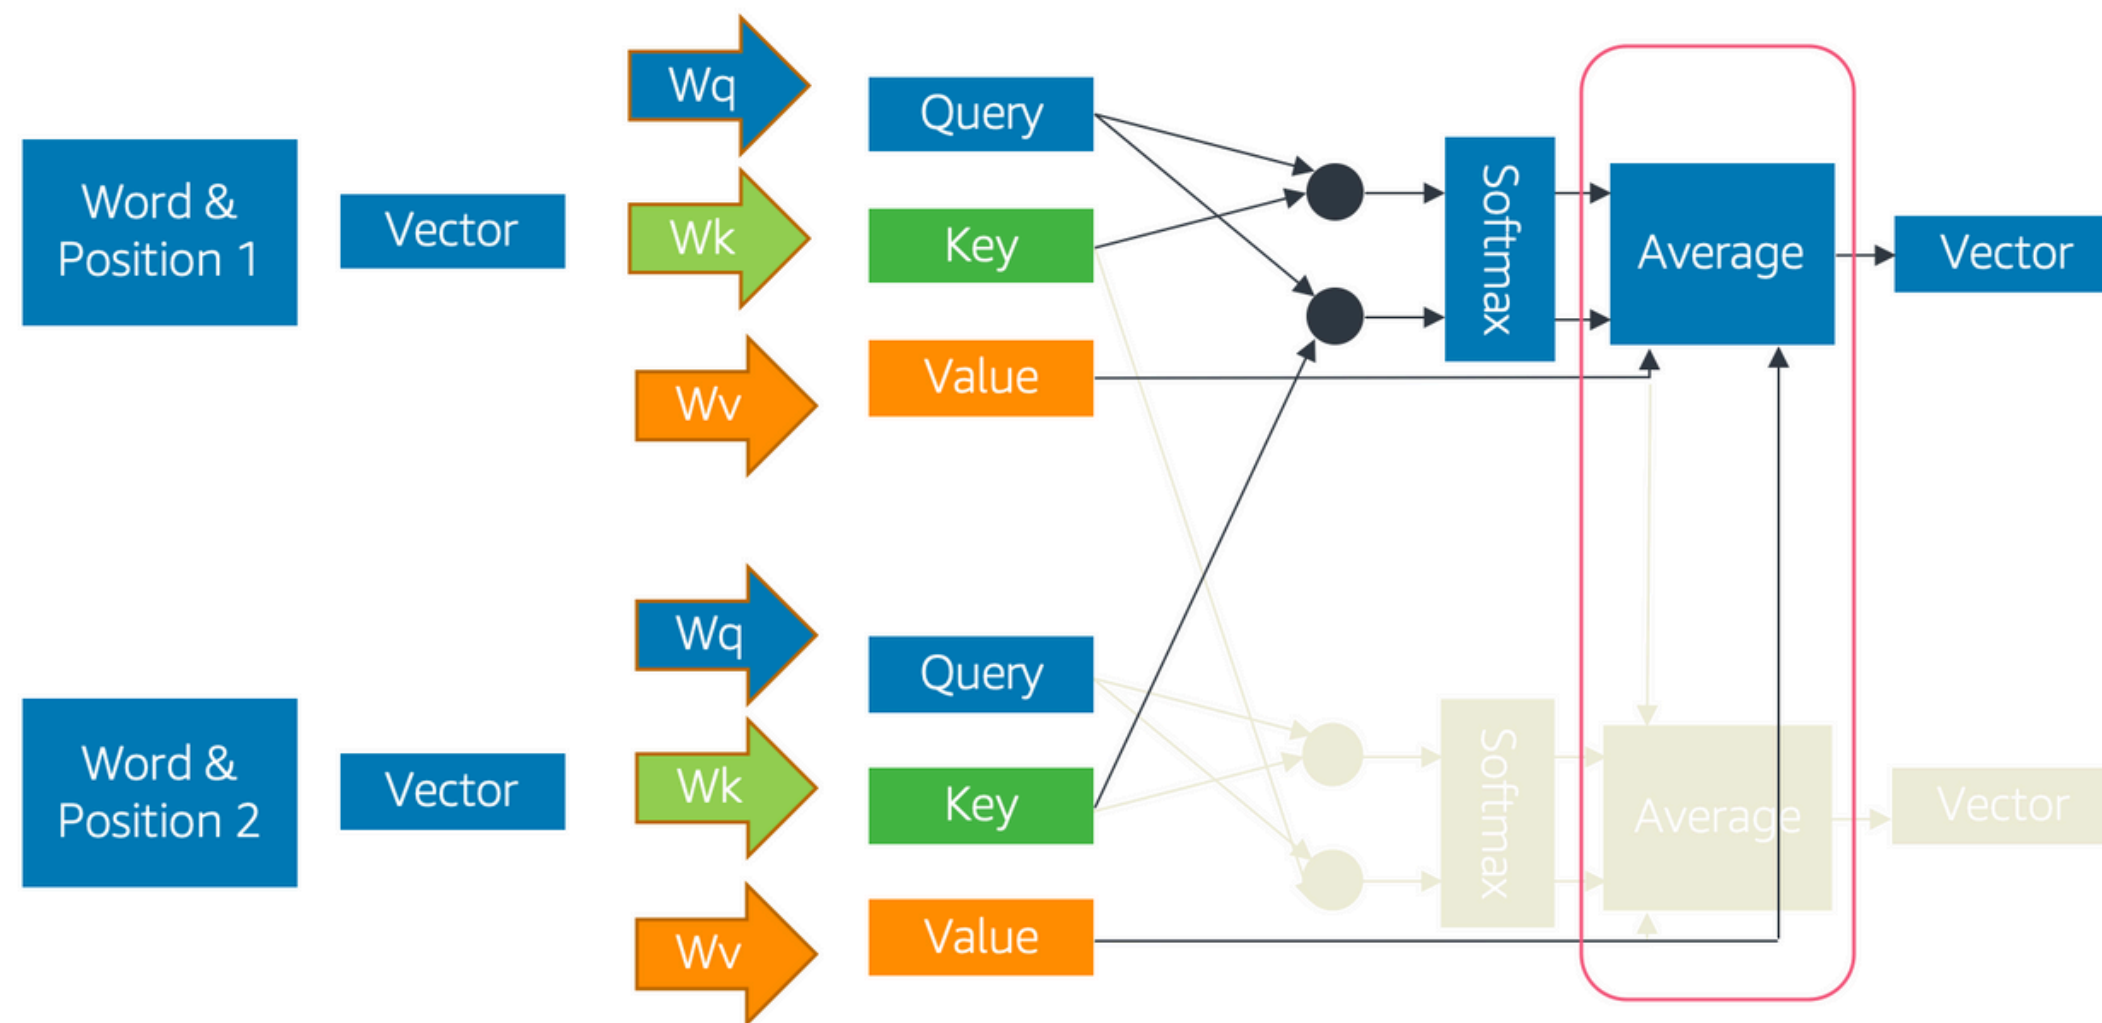 Word &
Position 1
Vector
Wq
Wk
Wv
Query
Key
Value
Softmax
Average
Vector
Word &
Position 2
Vector
Wq
Wk
Wv
Query
Key
Value
Softmax
Average
Vector